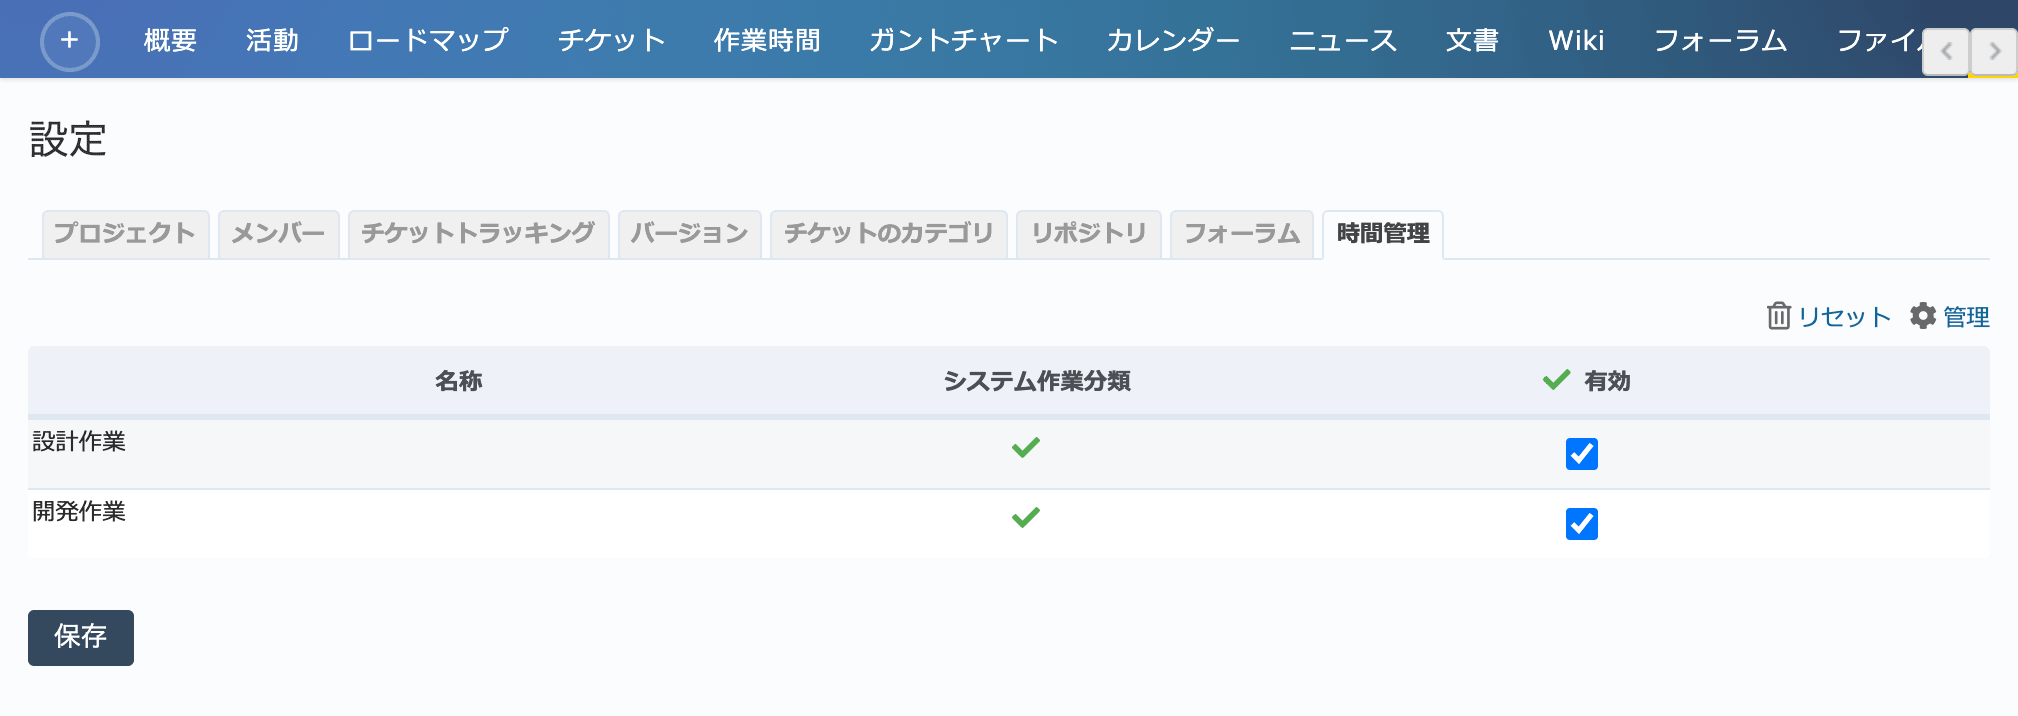 + 概要 活動 ロードマップ チケット 作業時間 ガントチャート カレンダー ニュース 文書 Wiki フォーラム ファイ
設定
プロジェクト メンバー チケットトラッキング バージョン チケットのカテゴリ リポジトリ フォーラム 時間管理
リセット 管理
名称 システム作業分類 有効
設計作業
開発作業
保存